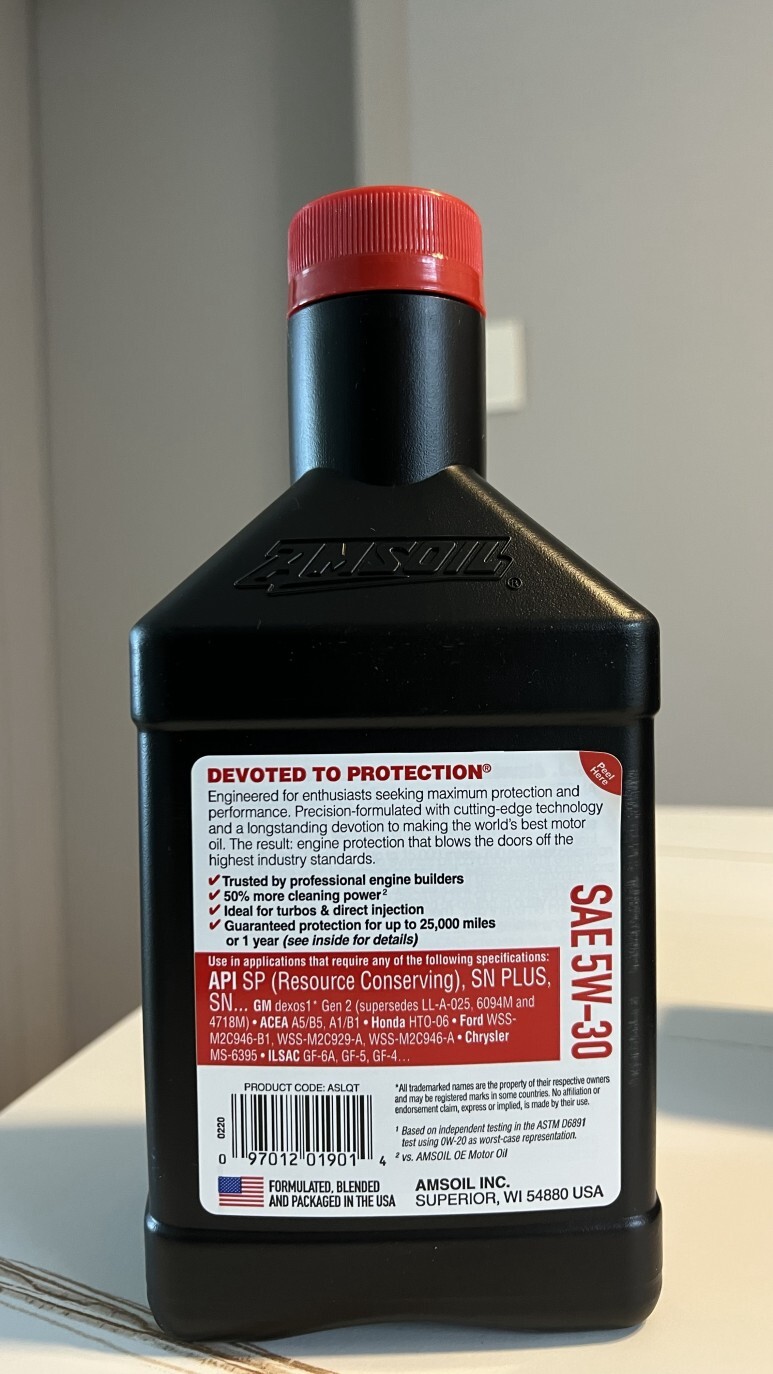 AMSOIL®
DEVOTED TO PROTECTION®
Peel
Here
Engineered for enthusiasts seeking maximum protection and
performance. Precision-formulated with cutting-edge technology
and a longstanding devotion to making the world's best motor
oil. The result: engine protection that blows the doors off the
highest industry standards.
✔Trusted by professional engine builders
✔ 50% more cleaning power²
✔ Ideal for turbos & direct injection
✔ Guaranteed protection for up to 25,000 miles
or 1 year (see inside for details)
SAE 5W-30
Use in applications that require any of the following specifications:
API SP (Resource Conserving), SN PLUS,
SN... GM dexos1* Gen 2 (supersedes LL-A-025, 6094M and
4718M) • ACEA A5/B5, A1/B1 • Honda HTO-06 • Ford WSS-
M2C946-B1, WSS-M2C929-A, WSS-M2C946-A • Chrysler
MS-6395 • ILSAC GF-6A, GF-5, GF-4...
PRODUCT CODE: ASLQT
0220
0 97012 01901 4
*All trademarked names are the property of their respective owners
and may be registered marks in some countries. No affiliation or
endorsement claim, express or implied, is made by their use.
¹ Based on independent testing in the ASTM D6891
test using 0W-20 as worst-case representation.
² vs. AMSOIL OE Motor Oil
FORMULATED, BLENDED
AND PACKAGED IN THE USA
AMSOIL INC.
SUPERIOR, WI 54880 USA